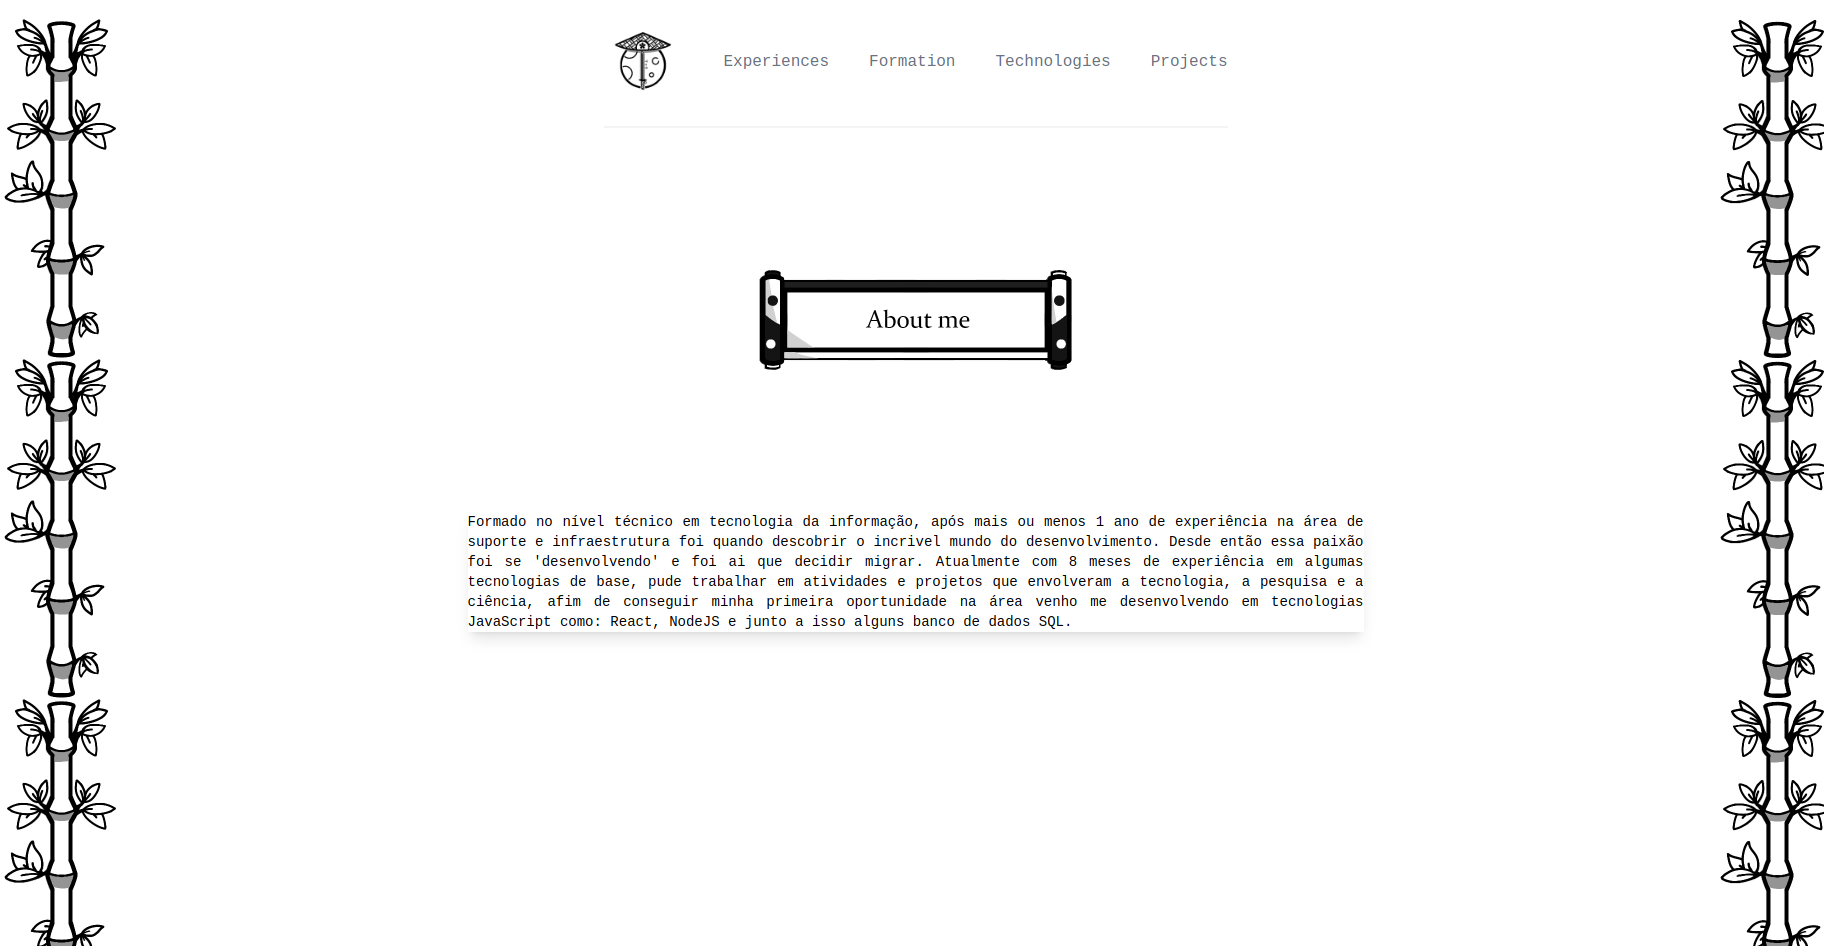 Experiences Formation Technologies Projects
About me
Formado no nível técnico em tecnologia da informação, após mais ou menos 1 ano de experiência na área de
suporte e infraestrutura foi quando descobrir o incrivel mundo do desenvolvimento. Desde então essa paixão
foi se 'desenvolvendo' e foi ai que decidir migrar. Atualmente com 8 meses de experiência em algumas
tecnologias de base, pude trabalhar em atividades e projetos que envolveram a tecnologia, a pesquisa e a
ciência, afim de conseguir minha primeira oportunidade na área venho me desenvolvendo em tecnologias
JavaScript como: React, NodeJS e junto a isso alguns banco de dados SQL.